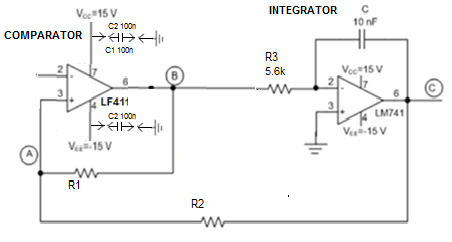 COMPARATOR
INTEGRATOR
VCC=15 V
C2 100n
C1 100n
C
10 nF
2
7
6
3
4
LF411
B
R3
5.6k
VCC=15 V
2
7
6
3
4
LM741
C
C2 100n
VEE=-15 V
VEE=-15 V
A
R1
R2